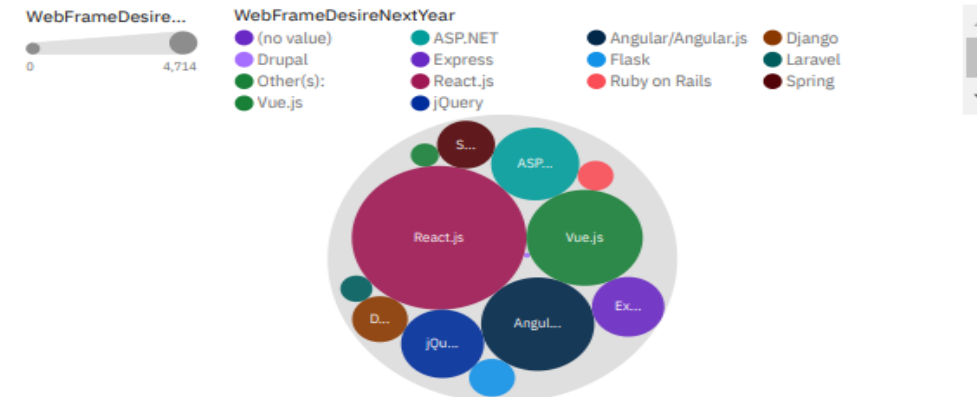 WebFrameDesire...
0
4,714
WebFrameDesireNextYear
(no value) ASP.NET Angular/Angular.js Django
Drupal Express Flask Laravel
Other(s): React.js Ruby on Rails Spring
Vue.js jQuery
S...
ASP...
React.js
Vue.js
Ex...
D...
Angul...
jQu...